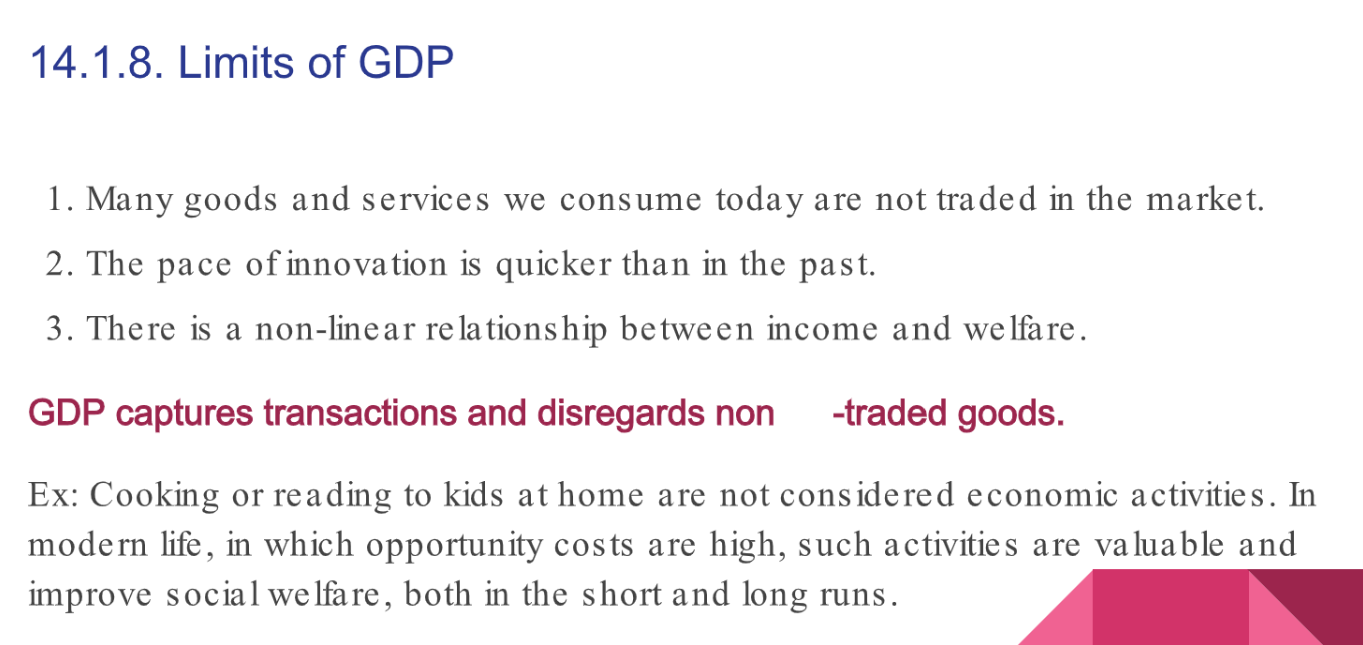 14.1.8. Limits of GDP
1. Many goods and services we consume today are not traded in the market.
2. The pace of innovation is quicker than in the past.
3. There is a non-linear relationship between income and welfare.
GDP captures transactions and disregards non -traded goods.
Ex: Cooking or reading to kids at home are not considered economic activities. In
modern life, in which opportunity costs are high, such activities are valuable and
improve social welfare, both in the short and long runs.